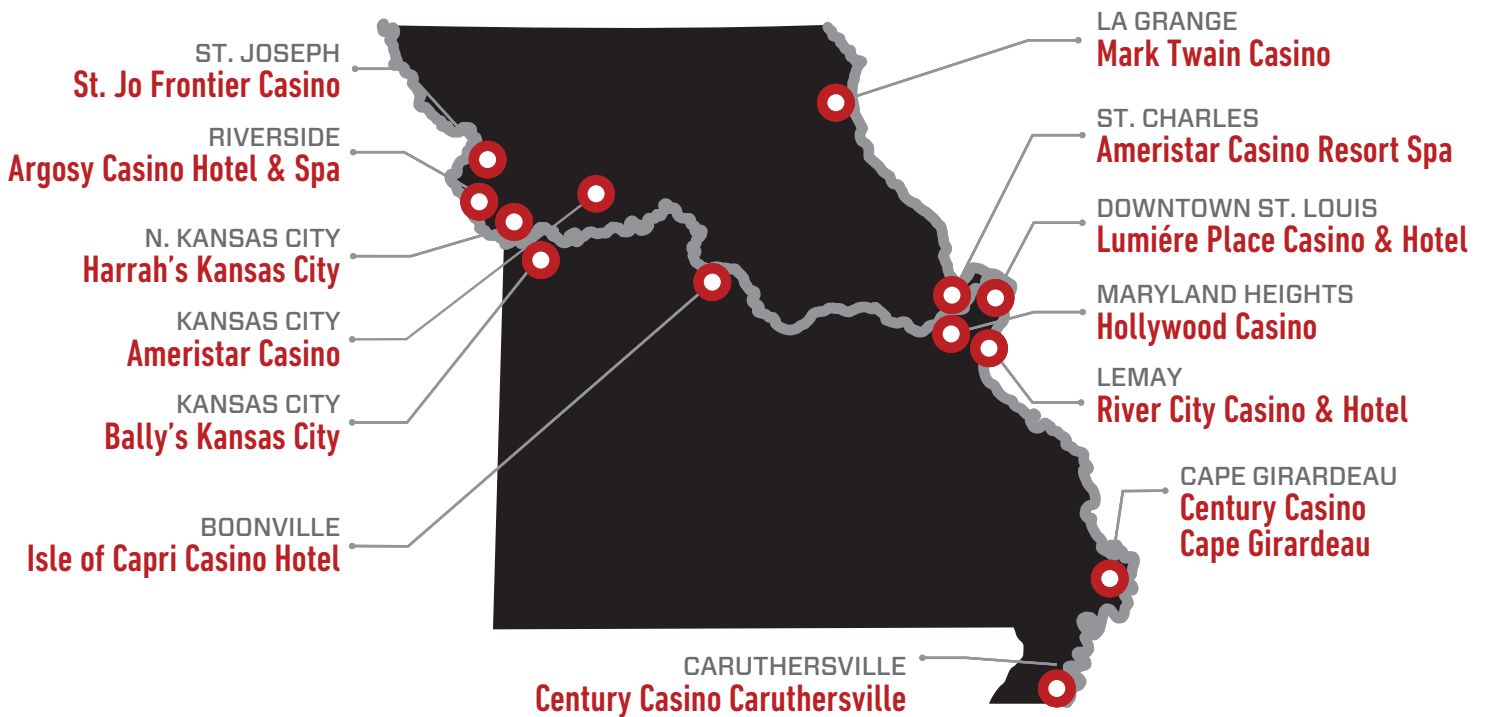 ST. JOSEPH
St. Jo Frontier Casino
RIVERSIDE
Argosy Casino Hotel & Spa
N. KANSAS CITY
Harrah's Kansas City
KANSAS CITY
Ameristar Casino
KANSAS CITY
Bally's Kansas City
BOONVILLE
Isle of Capri Casino Hotel
LA GRANGE
Mark Twain Casino
ST. CHARLES
Ameristar Casino Resort Spa
DOWNTOWN ST. LOUIS
Lumiére Place Casino & Hotel
MARYLAND HEIGHTS
Hollywood Casino
LEMAY
River City Casino & Hotel
CAPE GIRARDEAU
Century Casino
Cape Girardeau
CARUTHERSVILLE
Century Casino Caruthersville